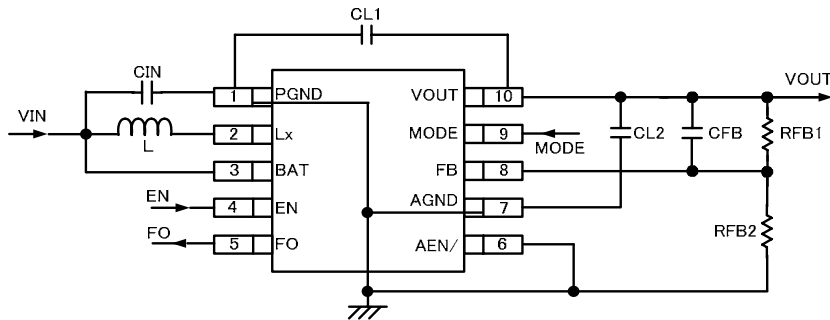 CL1
CIN
VIN
L
1 PGND
2 Lx
3 BAT
EN 4 EN
FO 5 FO
VOUT 10
MODE 9
MODE
FB 8
AGND 7
AEN/ 6
VOUT
CL2
CFB
RFB1
RFB2